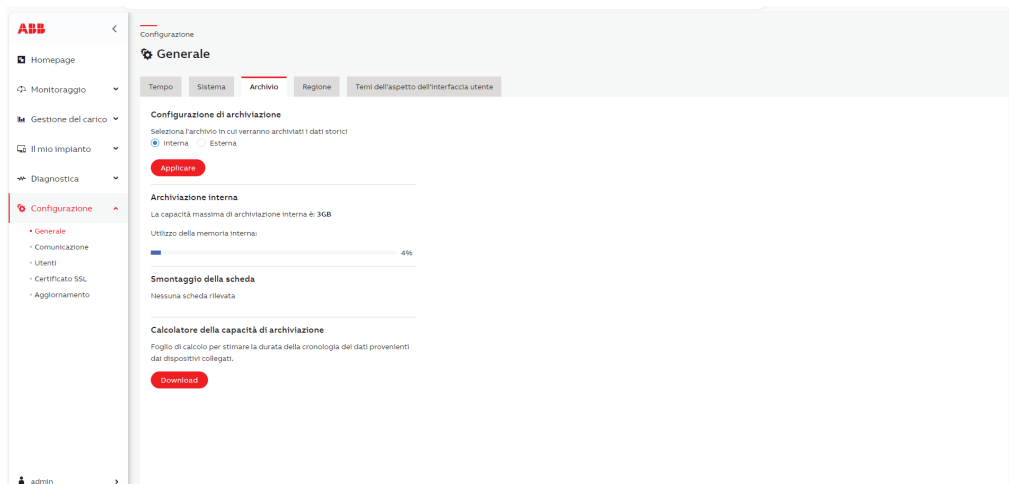 ABB
Homepage
Monitoraggio
Gestione del carico
Il mio impianto
Diagnostica
Configurazione
Generale
Comunicazione
Utenti
Certificato SSL
Aggiornamento
admin
Configurazione
Generale
Tempo Sistema Archivio Regione Temi dell'aspetto dell'interfaccia utente
Configurazione di archiviazione
Seleziona l'archivio in cui verranno archiviati i dati storici
Interna Esterna
Applicare
Archiviazione interna
La capacità massima di archiviazione interna è: 3GB
Utilizzo della memoria interna:
4%
Smontaggio della scheda
Nessuna scheda rilevata
Calcolatore della capacità di archiviazione
Foglio di calcolo per stimare la durata della cronologia dei dati provenienti
dai dispositivi collegati.
Download